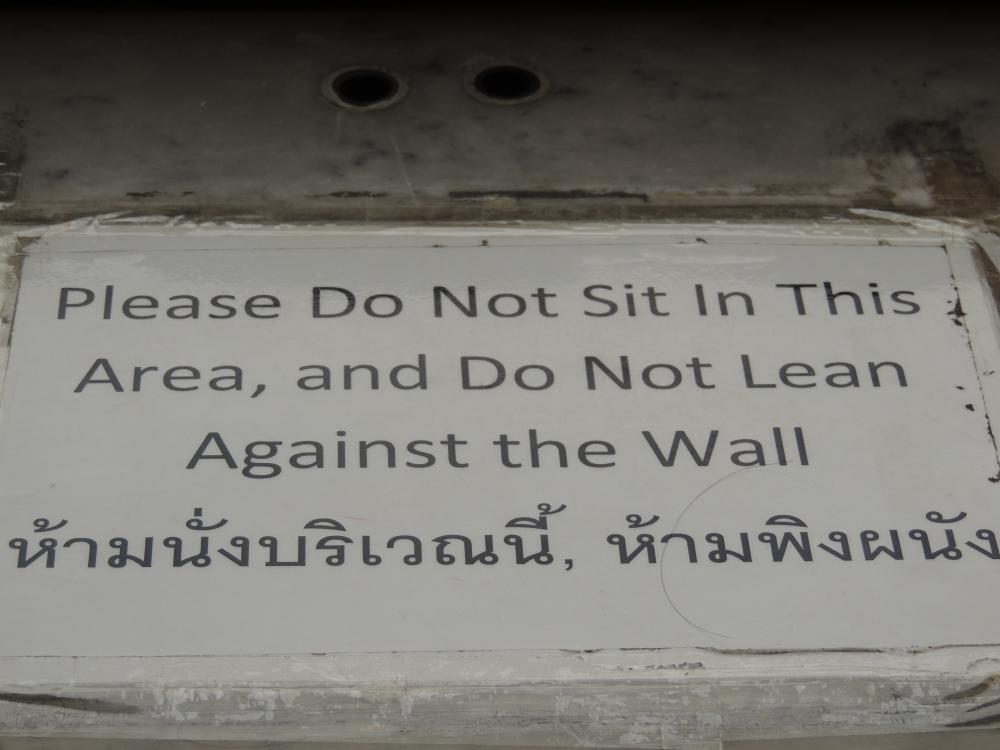 Please Do Not Sit In This
Area, and Do Not Lean
Against the Wall
ห้ามนั่งบริเวณนี้, ห้ามพิงผนัง